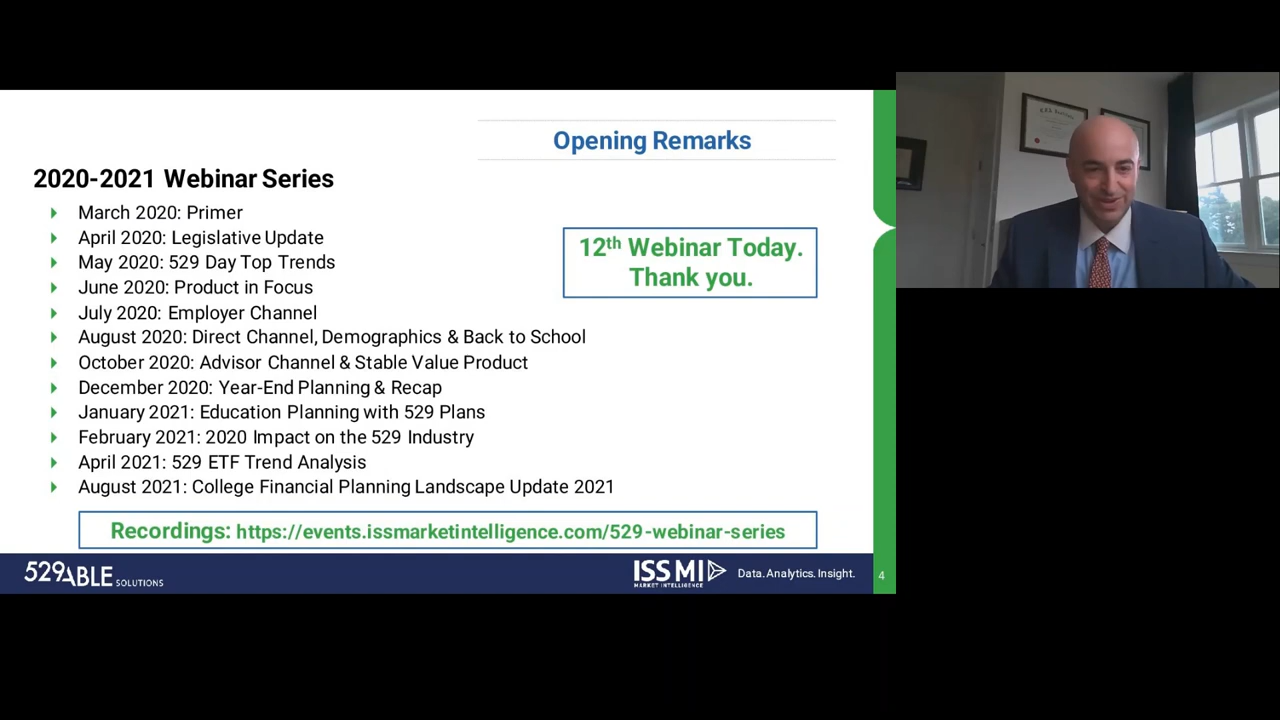 Opening Remarks
2020-2021 Webinar Series
March 2020: Primer
April 2020: Legislative Update
May 2020: 529 Day Top Trends
June 2020: Product in Focus
July 2020: Employer Channel
August 2020: Direct Channel, Demographics & Back to School
October 2020: Advisor Channel & Stable Value Product
December 2020: Year-End Planning & Recap
January 2021: Education Planning with 529 Plans
February 2021: 2020 Impact on the 529 Industry
April 2021: 529 ETF Trend Analysis
August 2021: College Financial Planning Landscape Update 2021
12th Webinar Today.
Thank you.
Recordings: https://events.issmarketintelligence.com/529-webinar-series
529ABLE SOLUTIONS
ISS MI
MARKET INTELLIGENCE
Data. Analytics. Insight.
4